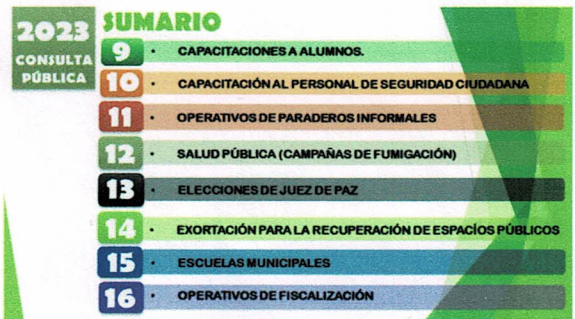 2023
CONSULTA
PÚBLICA
SUMARIO
9 • CAPACITACIONES A ALUMNOS.
10 • CAPACITACIÓN AL PERSONAL DE SEGURIDAD CIUDADANA
11 • OPERATIVOS DE PARADEROS INFORMALES
12 • SALUD PÚBLICA (CAMPAÑAS DE FUMIGACIÓN)
13 • ELECCIONES DE JUEZ DE PAZ
14 • EXORTACIÓN PARA LA RECUPERACIÓN DE ESPACÍOS PÚBLICOS
15 • ESCUELAS MUNICIPALES
16 • OPERATIVOS DE FISCALIZACIÓN